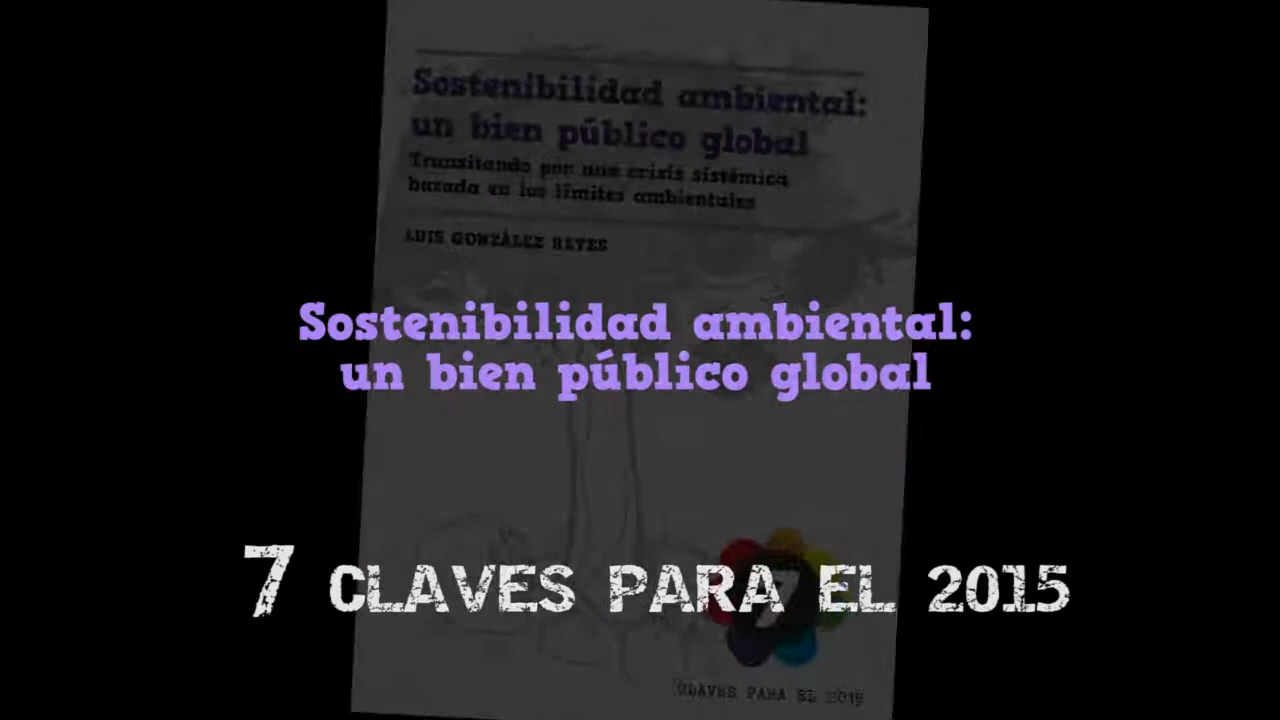 Sostenibilidad ambiental:
un bien público global
Transitando por una crisis sistémica
basada en los límites ambientales
LUIS GONZÁLEZ REYES
Sostenibilidad ambiental:
un bien público global
7 CLAVES PARA EL 2015
7
CLAVES PARA EL 2015